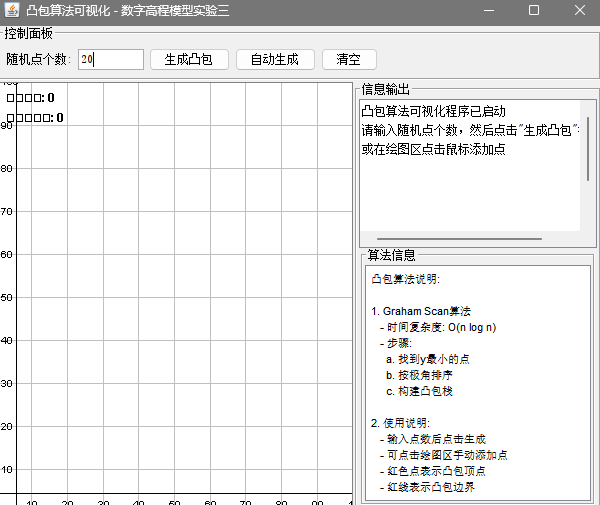 凸包算法可视化 - 数字高程模型实验三
控制面板
随机点个数: 20 生成凸包 自动生成 清空
100
□□□□: 0
□□□□□: 0
90
80
70
60
50
40
30
20
10
10 20 30 40 50 60 70 80 90 1
信息输出
凸包算法可视化程序已启动
请输入随机点个数，然后点击"生成凸包"
或在绘图区点击鼠标添加点
算法信息
凸包算法说明:
1. Graham Scan算法
- 时间复杂度: O(n log n)
- 步骤:
a. 找到y最小的点
b. 按极角排序
c. 构建凸包栈
2. 使用说明:
- 输入点数后点击生成
- 可点击绘图区手动添加点
- 红色点表示凸包顶点
- 红线表示凸包边界